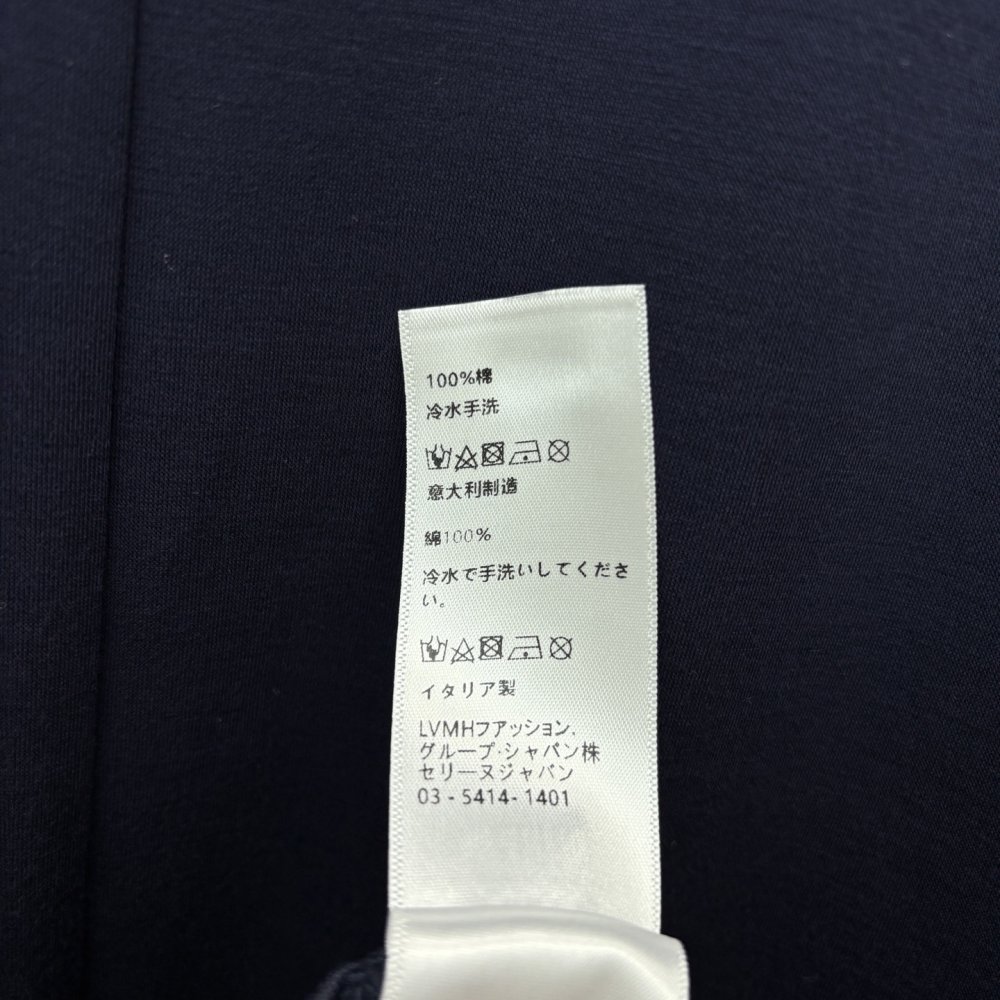 100%棉
冷水手洗
意大利制造
綿100%
冷水で手洗いしてくださ
い。
イタリア製
LVMHファッション、
グループ･ジャパン株
セリーヌジャパン
03 - 5414- 1401